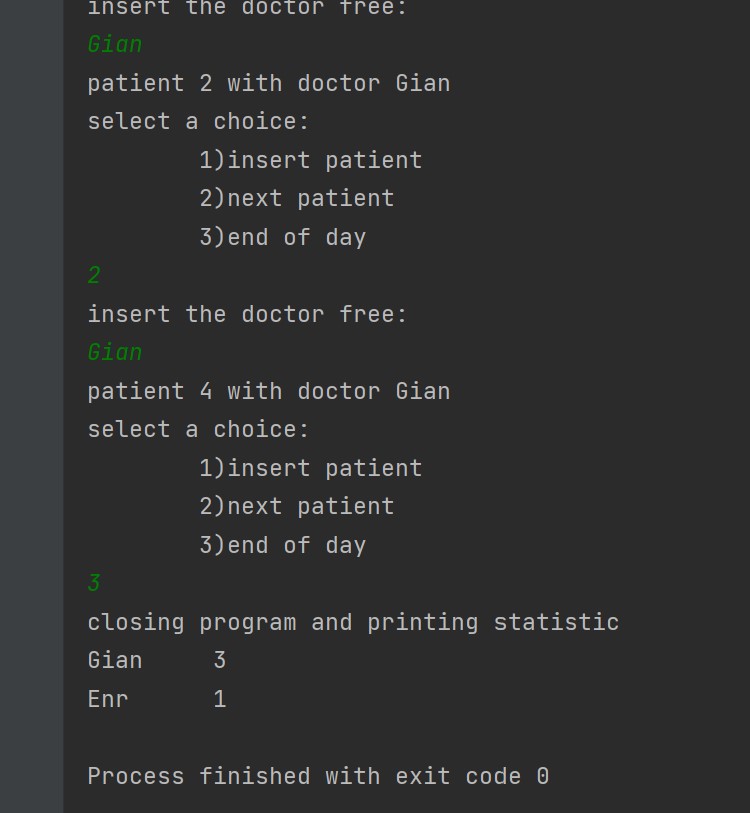 insert the doctor free:
Gian
patient 2 with doctor Gian
select a choice:
1)insert patient
2)next patient
3)end of day
2
insert the doctor free:
Gian
patient 4 with doctor Gian
select a choice:
1)insert patient
2)next patient
3)end of day
3
closing program and printing statistic
Gian     3
Enr      1
Process finished with exit code 0